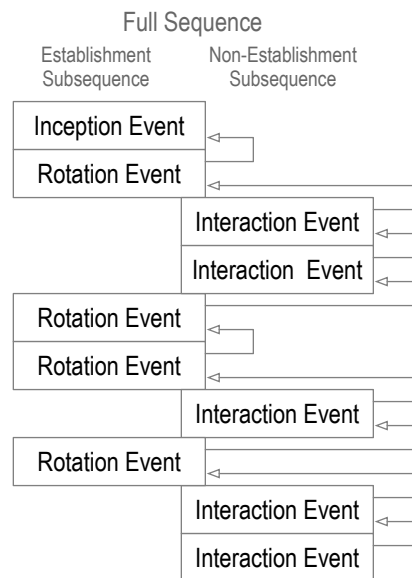 Full Sequence
Establishment Subsequence
Non-Establishment Subsequence
Inception Event
Rotation Event
Interaction Event
Interaction Event
Rotation Event
Rotation Event
Interaction Event
Rotation Event
Interaction Event
Interaction Event